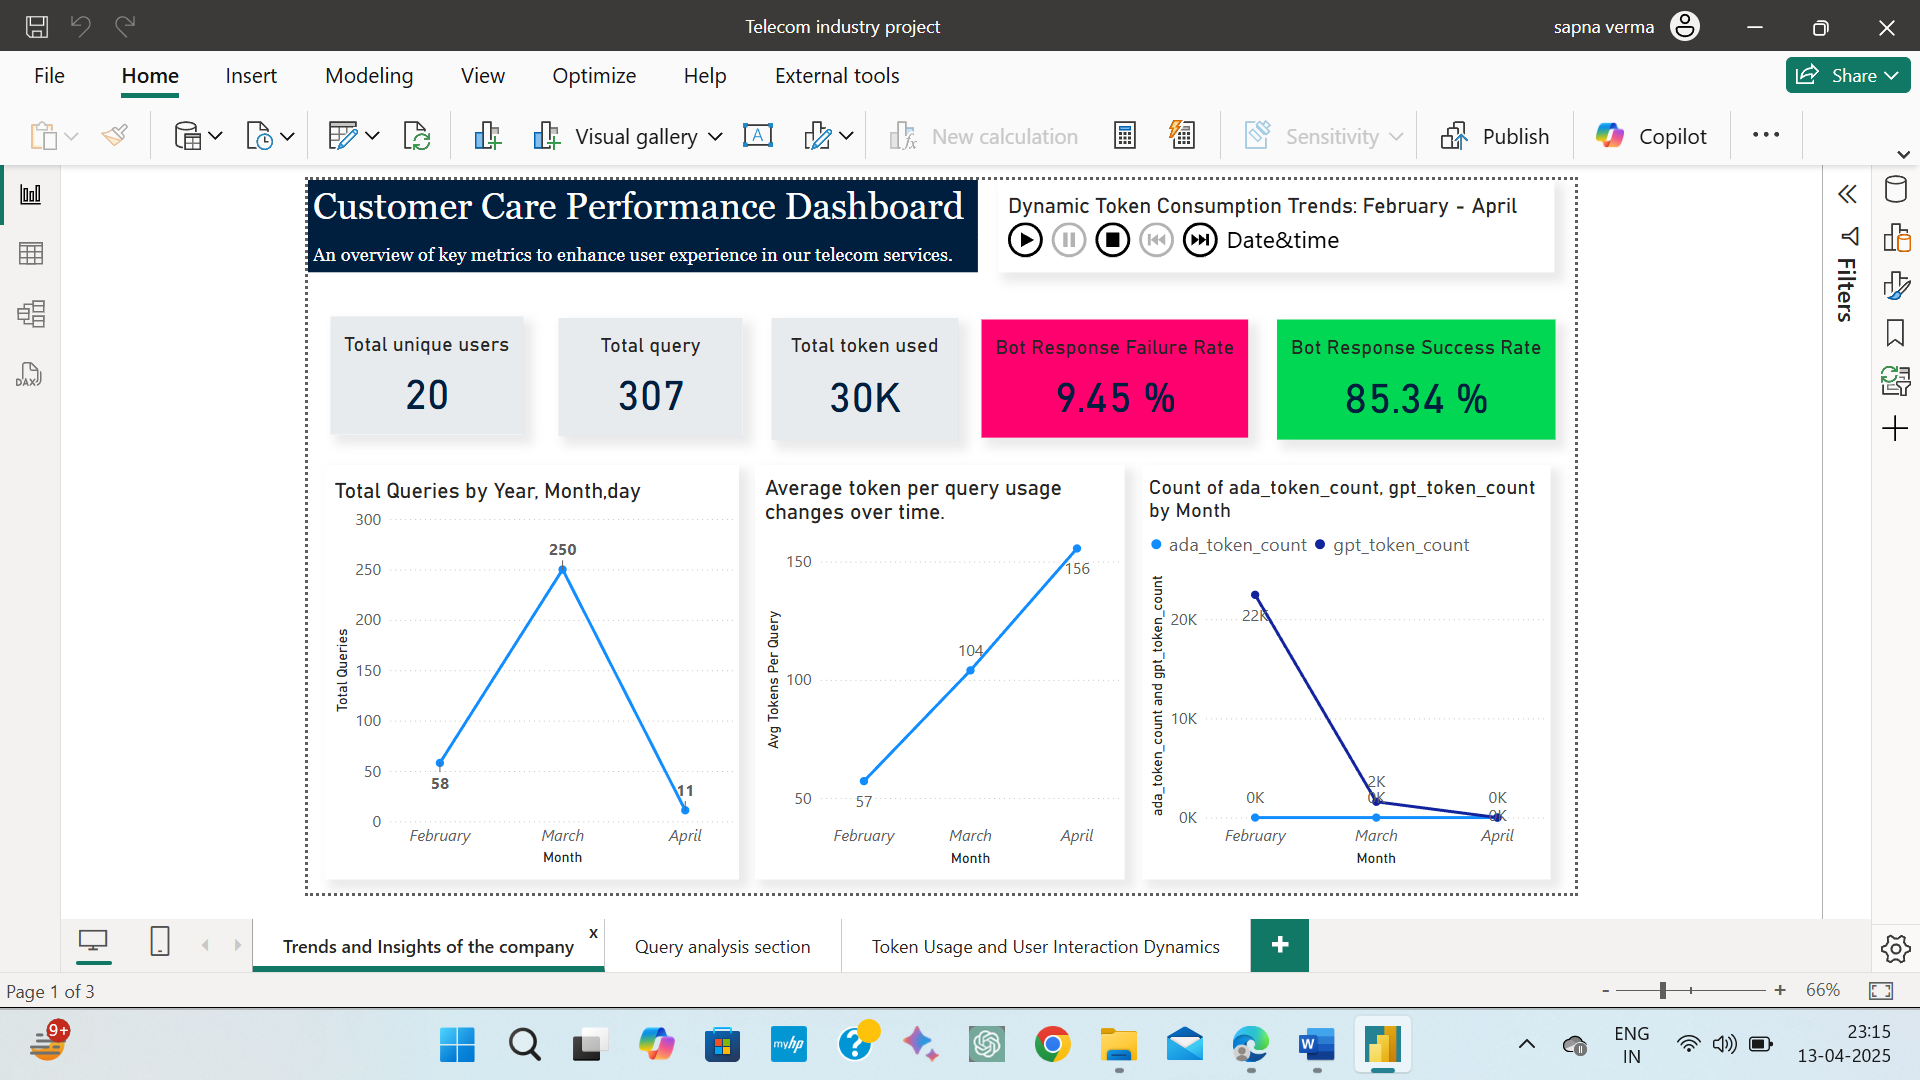 Telecom industry project
sapna verma
File
Home
Insert
Modeling
View
Optimize
Help
External tools
Share
Visual gallery
New calculation
Sensitivity
Publish
Copilot
Customer Care Performance Dashboard
An overview of key metrics to enhance user experience in our telecom services.
Dynamic Token Consumption Trends: February - April
Date&time
Filters
DAX
Total unique users
20
Total query
307
Total token used
30K
Bot Response Failure Rate
9.45 %
Bot Response Success Rate
85.34 %
Total Queries by Year, Month,day
300
250
200
150
100
50
0
Total Queries
58
250
11
February
March
April
Month
Average token per query usage
changes over time.
150
100
50
Avg Tokens Per Query
57
104
156
February
March
April
Month
Count of ada_token_count, gpt_token_count
by Month
ada_token_count
gpt_token_count
ada_token_count and gpt_token_count
20K
10K
0K
22K
0K
2K
0K
0K
0K
February
March
April
Month
Trends and Insights of the company
x
Query analysis section
Token Usage and User Interaction Dynamics
+
Page 1 of 3
-
+
66%
9+
myhp
ENG
IN
23:15
13-04-2025